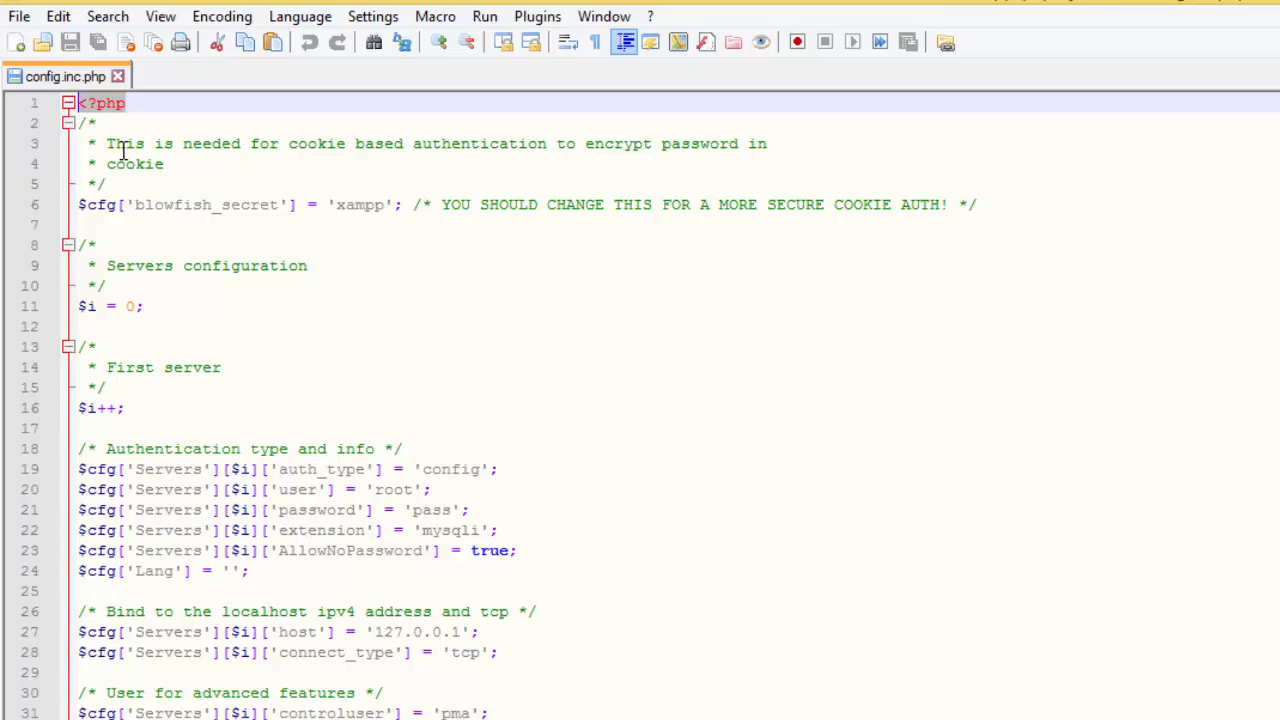 File Edit Search View Encoding Language Settings Macro Run Plugins Window ?
config.inc.php
1 <?php
2 /*
3 * This is needed for cookie based authentication to encrypt password in
4 * cookie
5 */
6 $cfg['blowfish_secret'] = 'xampp'; /* YOU SHOULD CHANGE THIS FOR A MORE SECURE COOKIE AUTH! */
7
8 /*
9 * Servers configuration
10 */
11 $i = 0;
12
13 /*
14 * First server
15 */
16 $i++;
17
18 /* Authentication type and info */
19 $cfg['Servers'][$i]['auth_type'] = 'config';
20 $cfg['Servers'][$i]['user'] = 'root';
21 $cfg['Servers'][$i]['password'] = 'pass';
22 $cfg['Servers'][$i]['extension'] = 'mysqli';
23 $cfg['Servers'][$i]['AllowNoPassword'] = true;
24 $cfg['Lang'] = '';
25
26 /* Bind to the localhost ipv4 address and tcp */
27 $cfg['Servers'][$i]['host'] = '127.0.0.1';
28 $cfg['Servers'][$i]['connect_type'] = 'tcp';
29
30 /* User for advanced features */
31 $cfg['Servers'][$i]['controluser'] = 'pma';